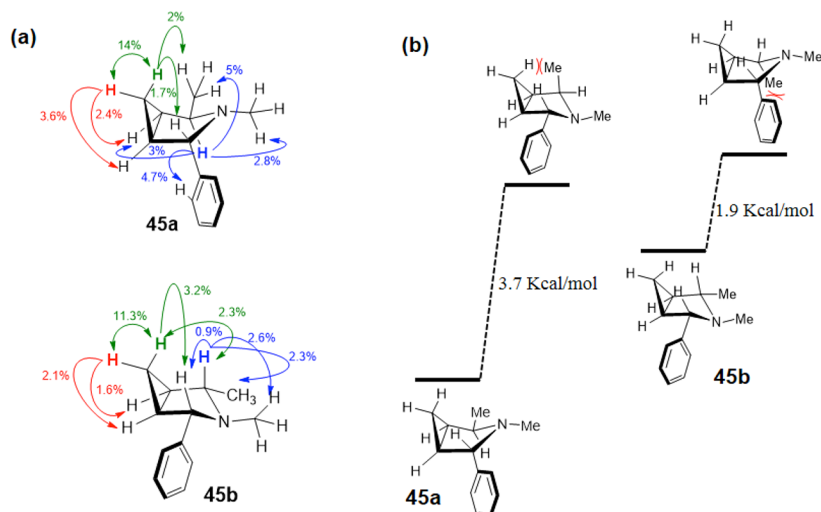 (a)
2%
14%
H
H
H
H
H
H
1.7%
5%
3.6%
2.4%
H
N
H
H
H
H
3%
H
H
2.8%
4.7%
H
45a
3.2%
11.3%
2.3%
H
H
0.9%
H
2.6%
2.3%
2.1%
1.6%
H
H
H
CH3
H
N
H
H
45b
(b)
H
H
Me
H
H
H
H
N
Me
3.7 Kcal/mol
H
Me
H
H
N
Me
H
H
45a
H
H
H
N
Me
H
Me
H
1.9 Kcal/mol
H
H
H
H
Me
H
N
Me
45b